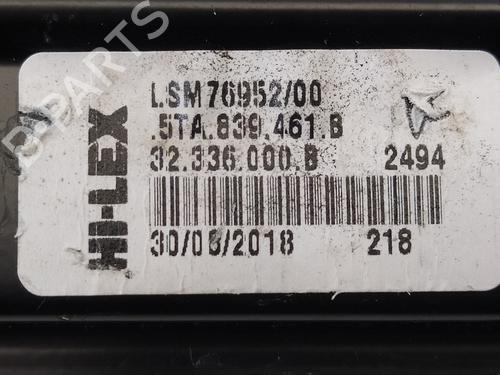 B-PARTS
HI-LEX
LSM76952/00
.5TA.839.461.B
32.336.000.B 2494
30/08/2018 218